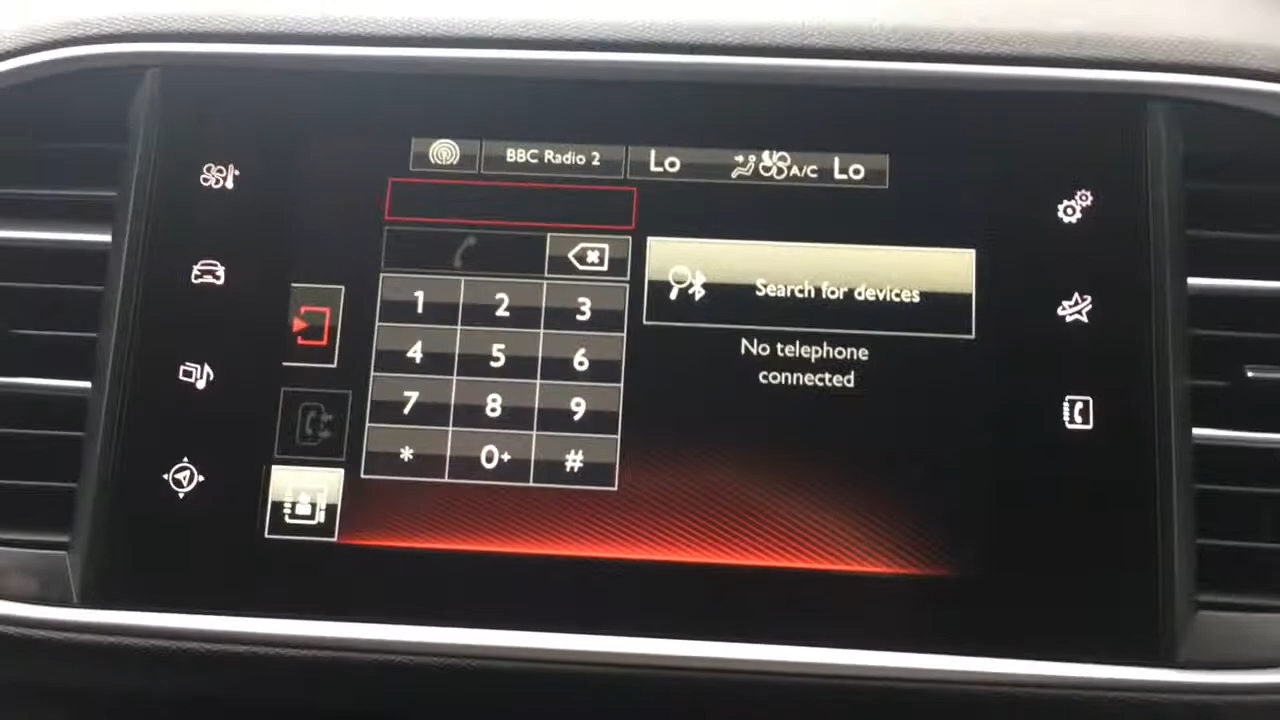 BBC Radio 2
Lo A/C Lo
1 2 3
4 5 6
7 8 9
* 0+ #
Search for devices
No telephone
connected